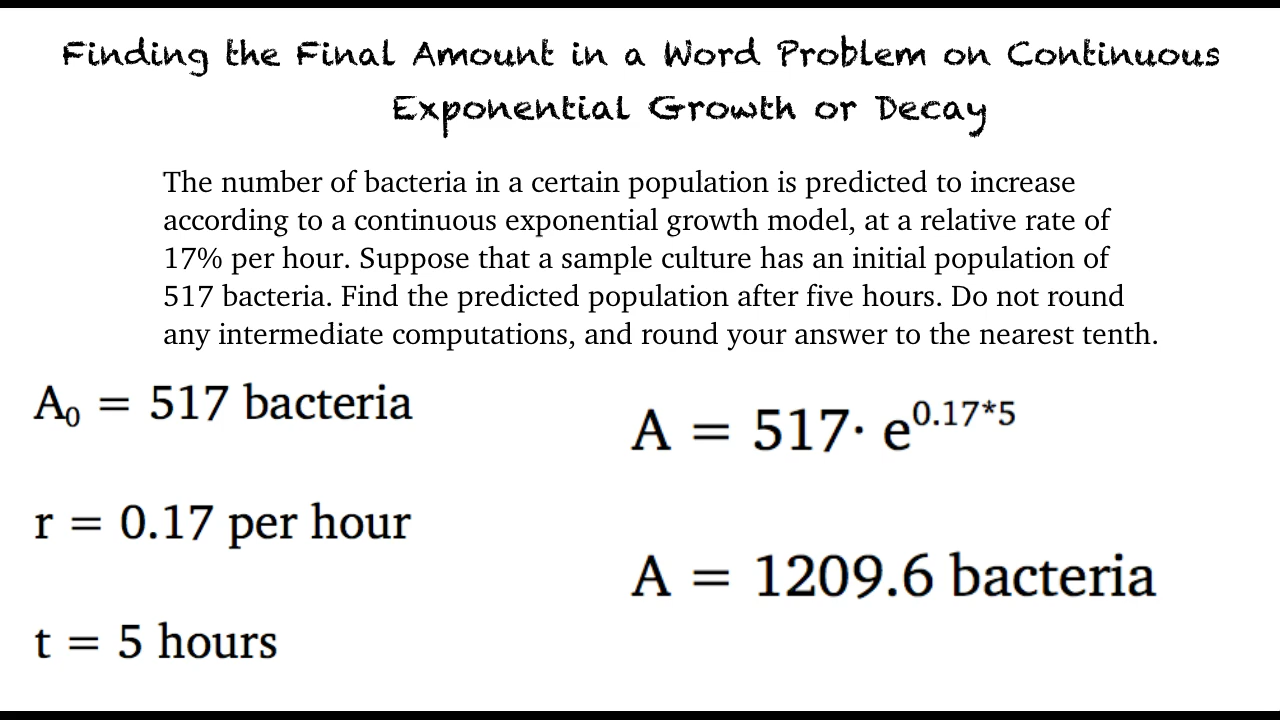 Finding the Final Amount in a Word Problem on Continuous
Exponential Growth or Decay
The number of bacteria in a certain population is predicted to increase
according to a continuous exponential growth model, at a relative rate of
17% per hour. Suppose that a sample culture has an initial population of
517 bacteria. Find the predicted population after five hours. Do not round
any intermediate computations, and round your answer to the nearest tenth.
A₀ = 517 bacteria
r = 0.17 per hour
t = 5 hours
A = 517· e^0.17*5
A = 1209.6 bacteria